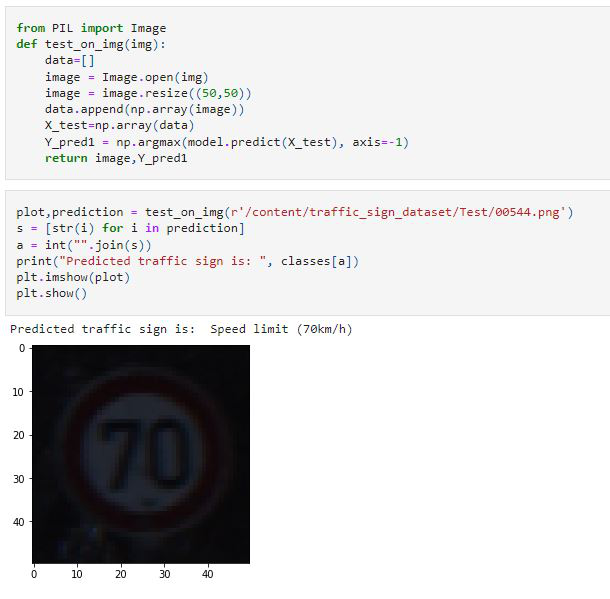 from PIL import Image
def test_on_img(img):
    data=[]
    image = Image.open(img)
    image = image.resize((50,50))
    data.append(np.array(image))
    X_test=np.array(data)
    Y_pred1 = np.argmax(model.predict(X_test), axis=-1)
    return image,Y_pred1
plot,prediction = test_on_img(r'/content/traffic_sign_dataset/Test/00544.png')
s = [str(i) for i in prediction]
a = int("".join(s))
print("Predicted traffic sign is: ", classes[a])
plt.imshow(plot)
plt.show()
Predicted traffic sign is:  Speed limit (70km/h)
0
10
20
30
40
70
0 10 20 30 40